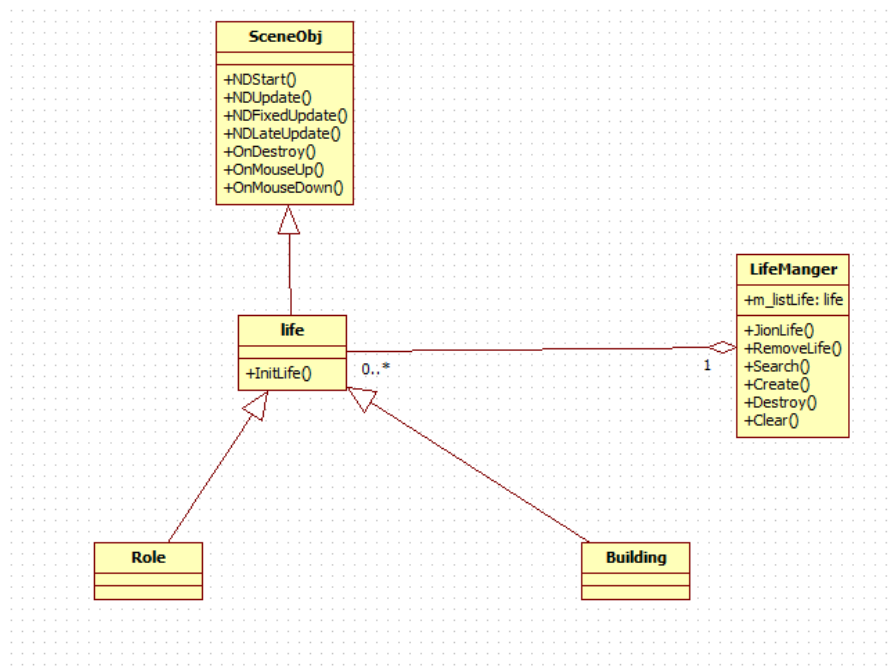 SceneObj
+NDStart()
+NDUpdate()
+NDFixedUpdate()
+NDLateUpdate()
+OnDestroy()
+OnMouseUp()
+OnMouseDown()
LifeManger
+m_listLife: life
+JionLife()
+RemoveLife()
+Search()
+Create()
+Destroy()
+Clear()
life
+InitLife()
0..*
1
Role
Building